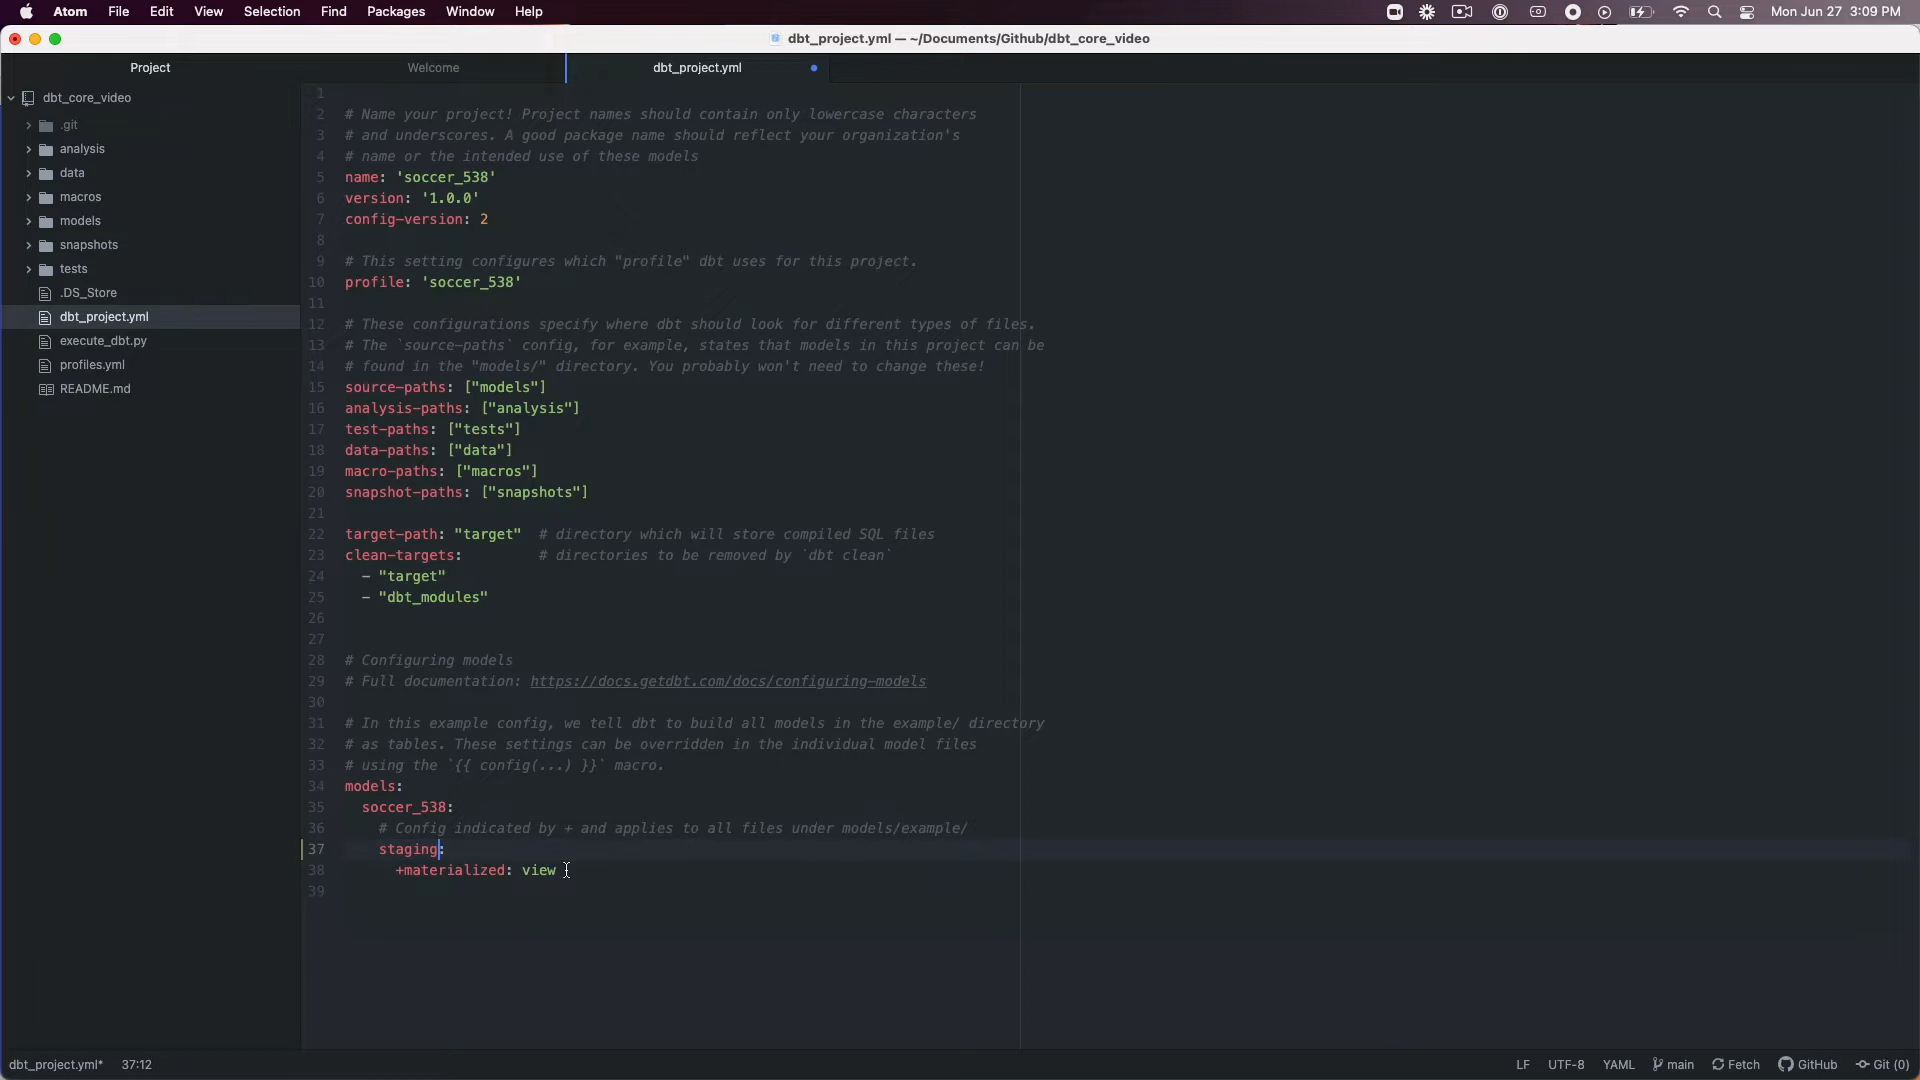 Atom File Edit View Selection Find Packages Window Help Mon Jun 27 3:09 PM
dbt_project.yml — ~/Documents/Github/dbt_core_video
Project Welcome dbt_project.yml
dbt_core_video
.git
analysis
data
macros
models
snapshots
tests
.DS_Store
dbt_project.yml
execute_dbt.py
profiles.yml
README.md
1
2 # Name your project! Project names should contain only lowercase characters
3 # and underscores. A good package name should reflect your organization's
4 # name or the intended use of these models
5 name: 'soccer_538'
6 version: '1.0.0'
7 config-version: 2
8
9 # This setting configures which "profile" dbt uses for this project.
10 profile: 'soccer_538'
11
12 # These configurations specify where dbt should look for different types of files.
13 # The `source-paths` config, for example, states that models in this project can be
14 # found in the "models/" directory. You probably won't need to change these!
15 source-paths: ["models"]
16 analysis-paths: ["analysis"]
17 test-paths: ["tests"]
18 data-paths: ["data"]
19 macro-paths: ["macros"]
20 snapshot-paths: ["snapshots"]
21
22 target-path: "target"  # directory which will store compiled SQL files
23 clean-targets:         # directories to be removed by `dbt clean`
24   - "target"
25   - "dbt_modules"
26
27
28 # Configuring models
29 # Full documentation: https://docs.getdbt.com/docs/configuring-models
30
31 # In this example config, we tell dbt to build all models in the example/ directory
32 # as tables. These settings can be overridden in the individual model files
33 # using the `{{ config(...) }}` macro.
34 models:
35   soccer_538:
36     # Config indicated by + and applies to all files under models/example/
37     staging:
38       +materialized: view
39
dbt_project.yml* 37:12 LF UTF-8 YAML main Fetch GitHub Git (0)